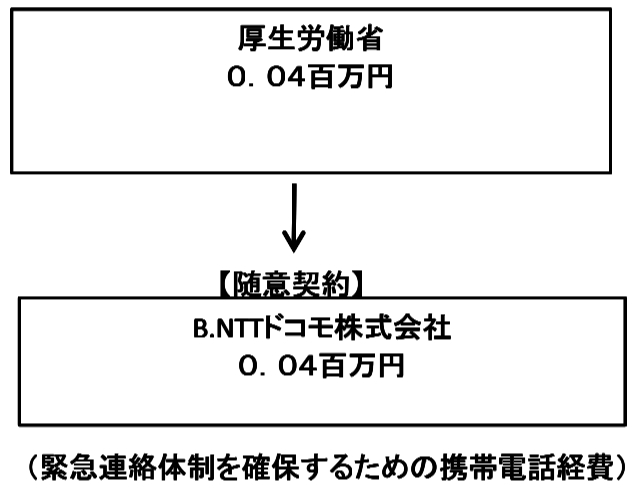 厚生労働省
０．０４百万円
【随意契約】
B.NTTドコモ株式会社
０．０４百万円
（緊急連絡体制を確保するための携帯電話経費）